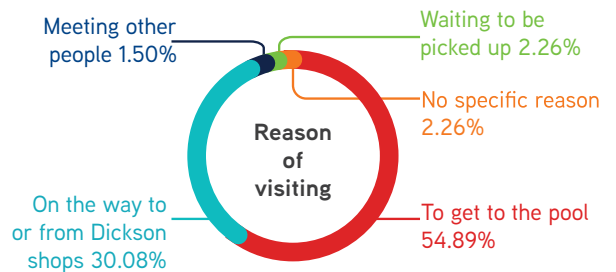 Meeting other
people 1.50%
Waiting to be
picked up 2.26%
No specific reason
2.26%
Reason
of
visiting
On the way to
or from Dickson
shops 30.08%
To get to the pool
54.89%